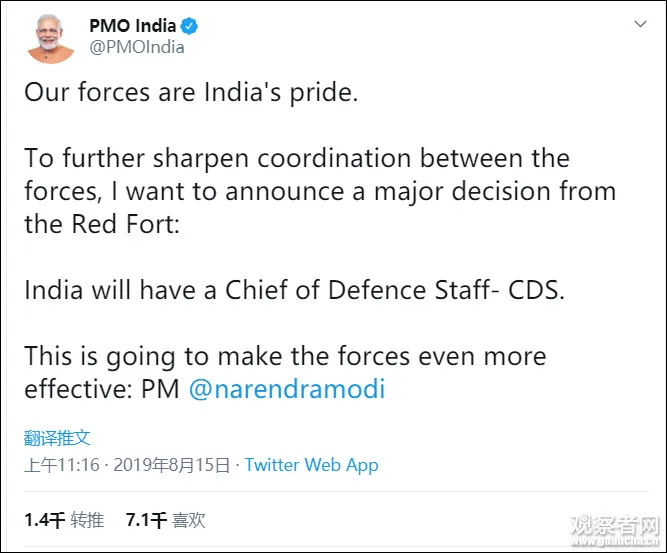 PMO India
@PMOIndia
Our forces are India's pride.
To further sharpen coordination between the
forces, I want to announce a major decision from
the Red Fort:
India will have a Chief of Defence Staff- CDS.
This is going to make the forces even more
effective: PM @narendramodi
翻译推文
上午11:16 · 2019年8月15日 · Twitter Web App
1.4千 转推 7.1千 喜欢
观察者网
www.guancha.cn